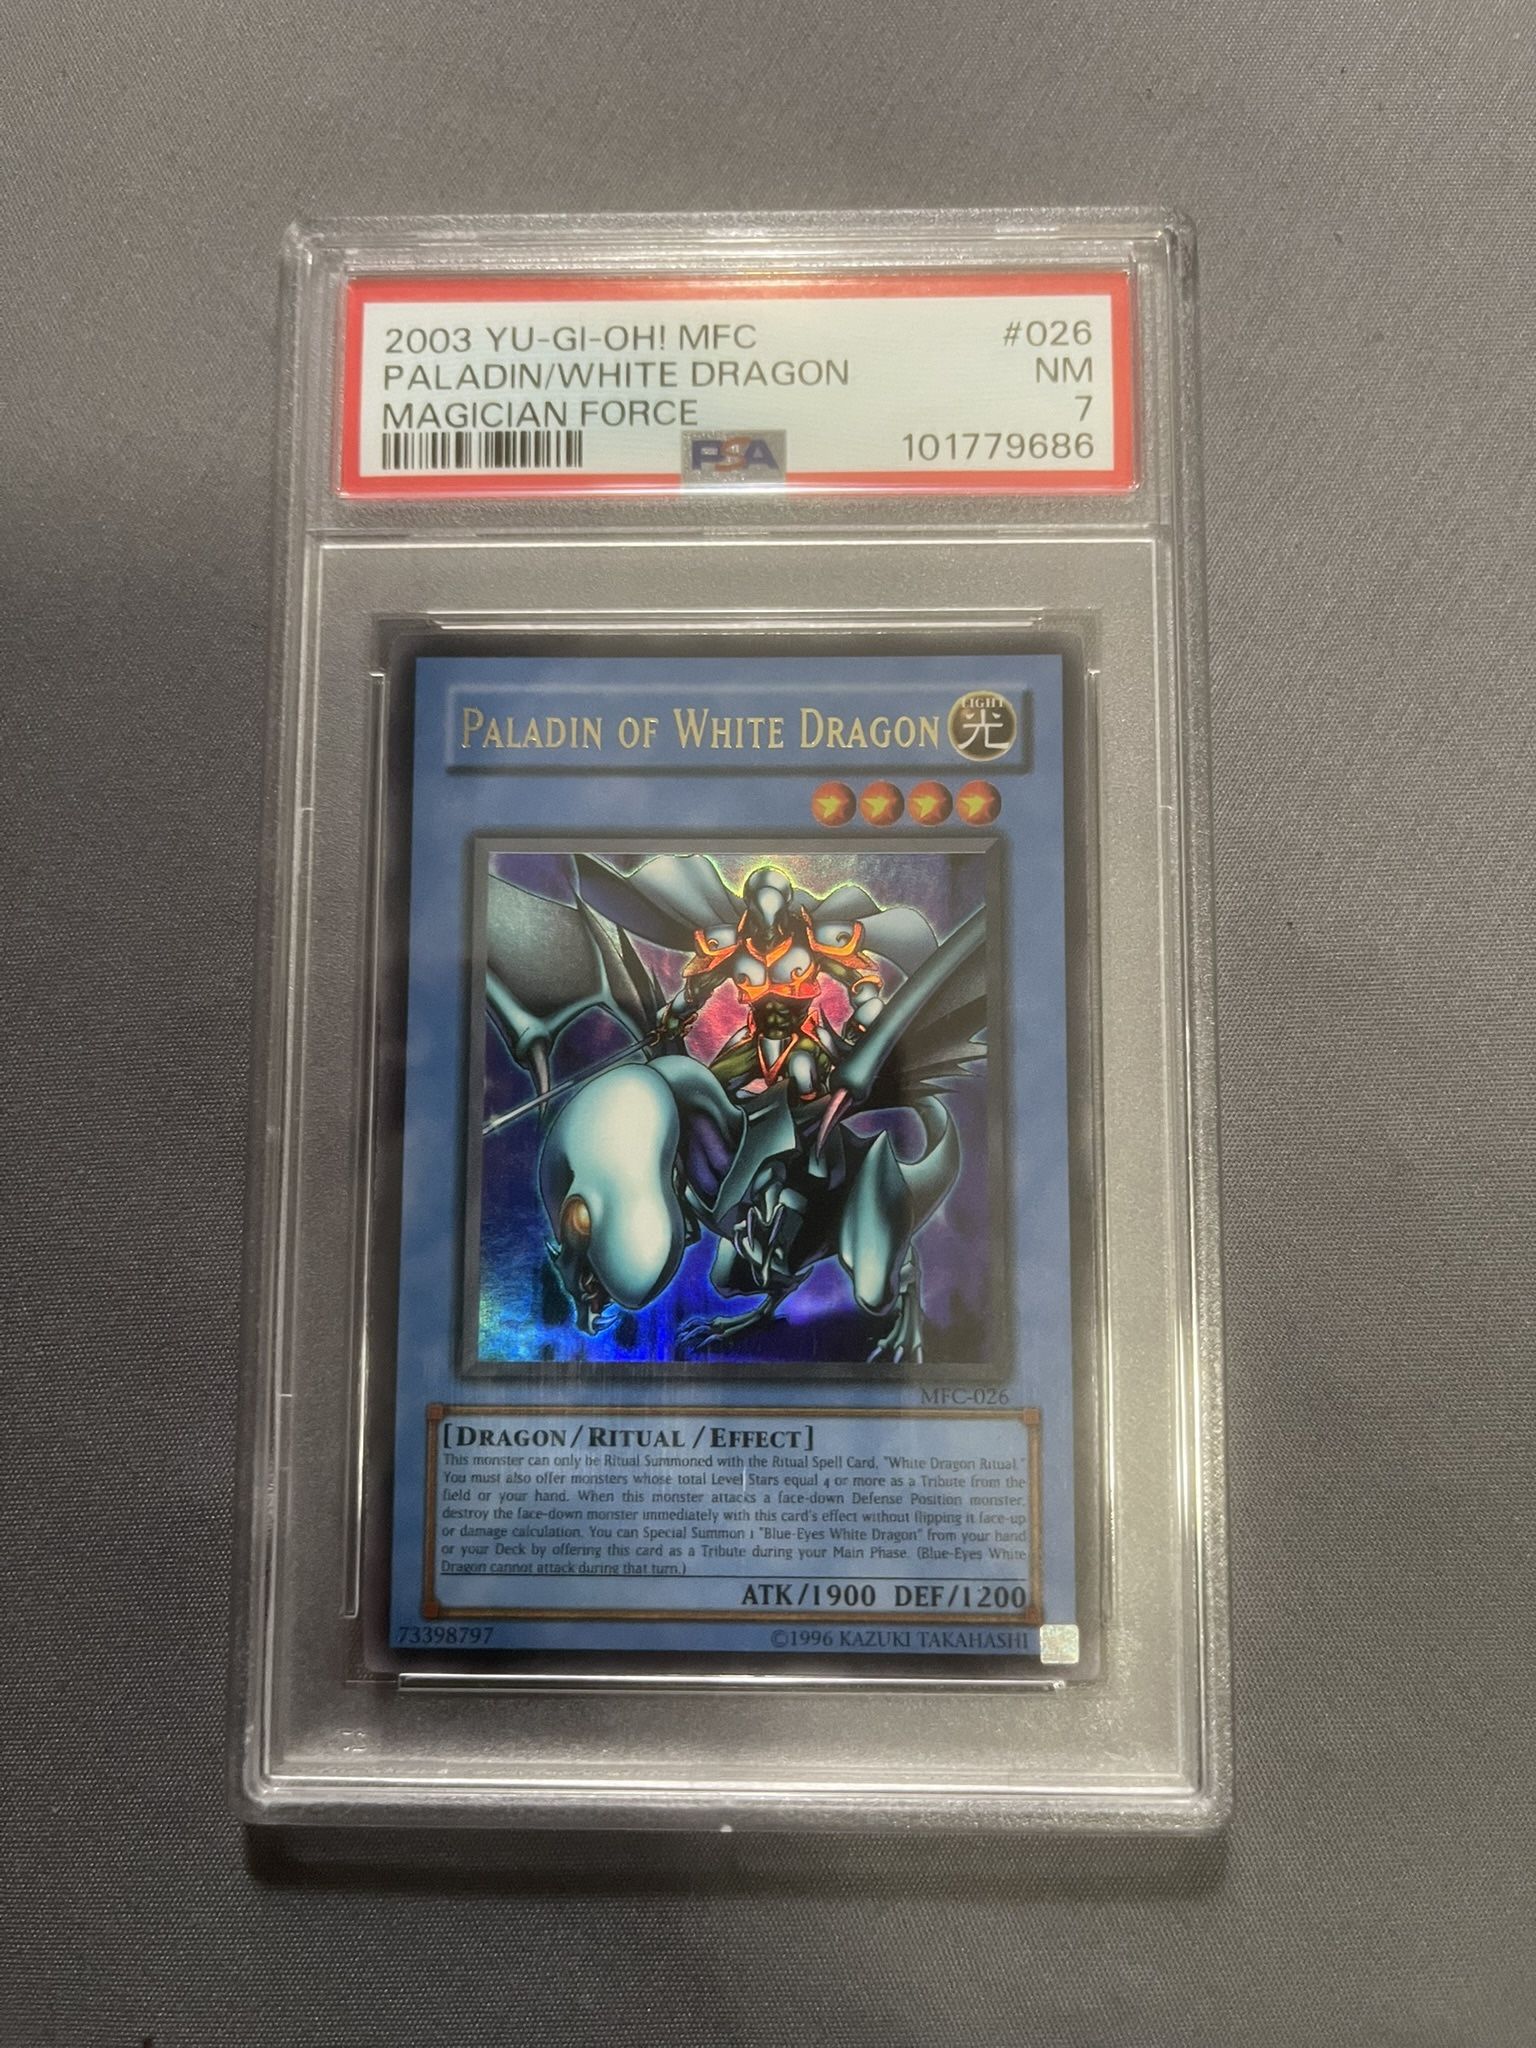 2003 YU-GI-OH! MFC #026
PALADIN/WHITE DRAGON NM
MAGICIAN FORCE 7
PSA 101779686
PALADIN OF WHITE DRAGON LIGHT 光
MFC-026
[DRAGON/RITUAL/EFFECT]
This monster can only be Ritual Summoned with the Ritual Spell Card, "White Dragon Ritual."
You must also offer monsters whose total Level Stars equal 4 or more as a Tribute from the
field or your hand. When this monster attacks a face-down Defense Position monster,
destroy the face-down monster immediately with this card's effect without flipping it face-up
or damage calculation. You can Special Summon 1 "Blue-Eyes White Dragon" from your hand
or your Deck by offering this card as a Tribute during your Main Phase. (Blue-Eyes White
Dragon cannot attack during that turn.)
ATK/1900 DEF/1200
73398797 ©1996 KAZUKI TAKAHASHI